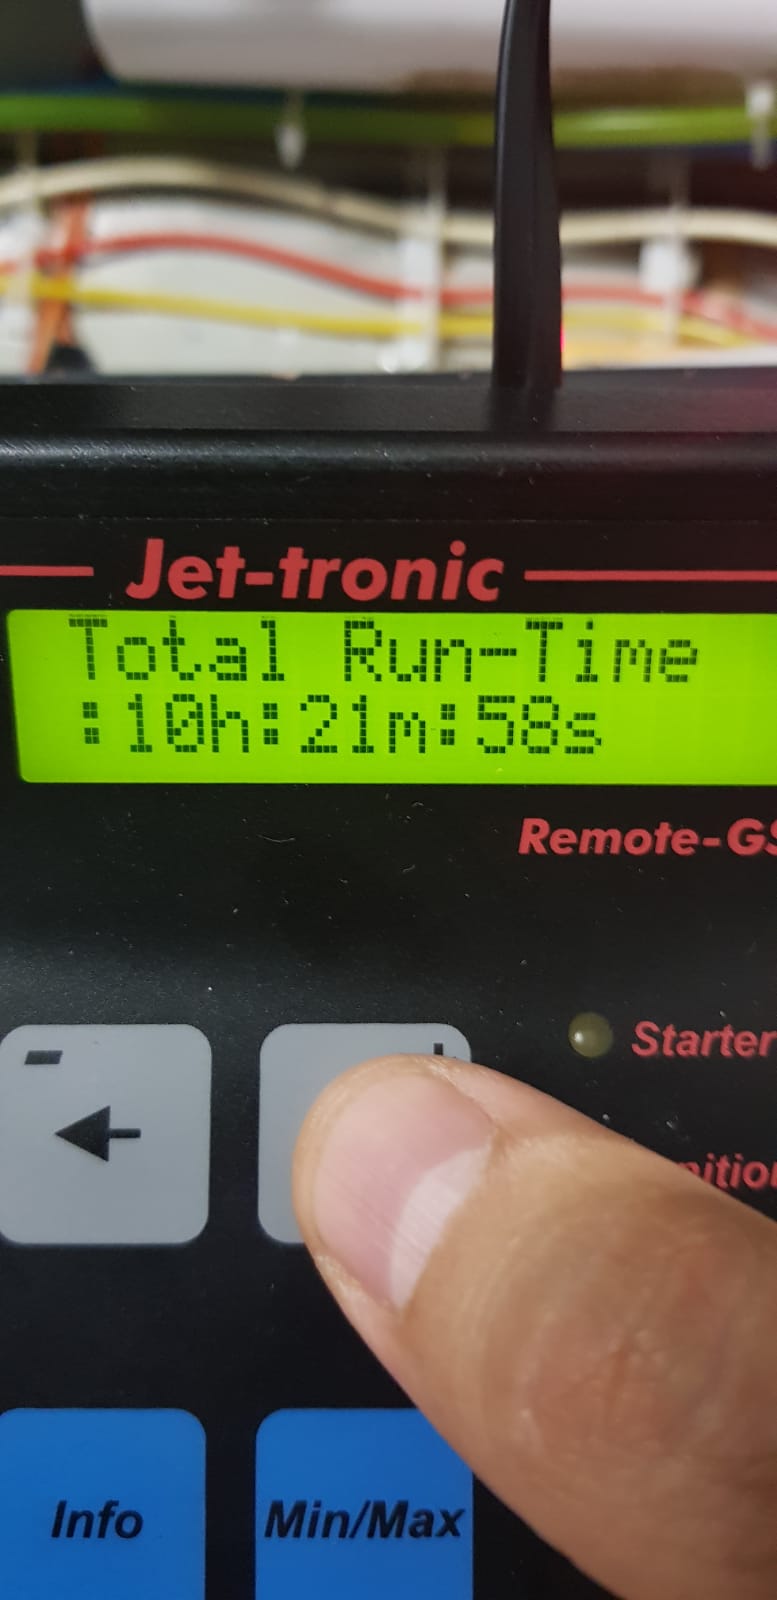 Jet-tronic
Total Run-Time
:10h:21m:58s
Remote-GS
Starter
-
+
Info
Min/Max